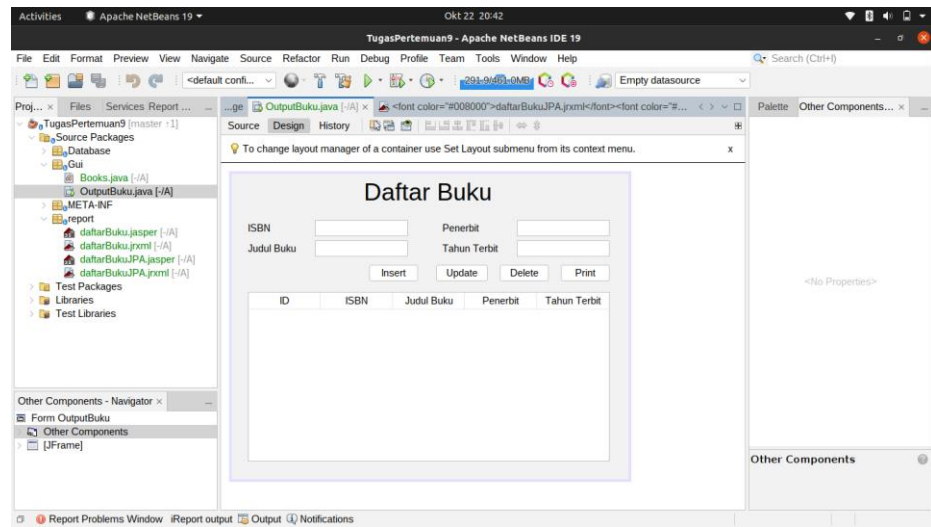 Activities Apache NetBeans 19 Okt 22 20:42
TugasPertemuan9 - Apache NetBeans IDE 19
File Edit Format Preview View Navigate Source Refactor Run Debug Profile Team Tools Window Help Search (Ctrl+I)
<default confi... 291.9/461.0MB Empty datasource
Proj... × Files Services Report ... ...ge OutputBuku.java [-/A] × <font color="#008000">daftarBukuJPA.jrxml</font><font color="#... Palette Other Components... ×
TugasPertemuan9 [master ↑1]
Source Design History
Source Packages
Database
To change layout manager of a container use Set Layout submenu from its context menu. x
Gui
Books.java [-/A]
OutputBuku.java [-/A]
META-INF
report
daftarBuku.jasper [-/A]
daftarBuku.jrxml [-/A]
daftarBukuJPA.jasper [-/A]
daftarBukuJPA.jrxml [-/A]
Test Packages
Libraries
Test Libraries
Daftar Buku
ISBN Penerbit
Judul Buku Tahun Terbit
Insert Update Delete Print
ID ISBN Judul Buku Penerbit Tahun Terbit
<No Properties>
Other Components - Navigator ×
Form OutputBuku
Other Components
[JFrame]
Other Components
Report Problems Window iReport output Output Notifications